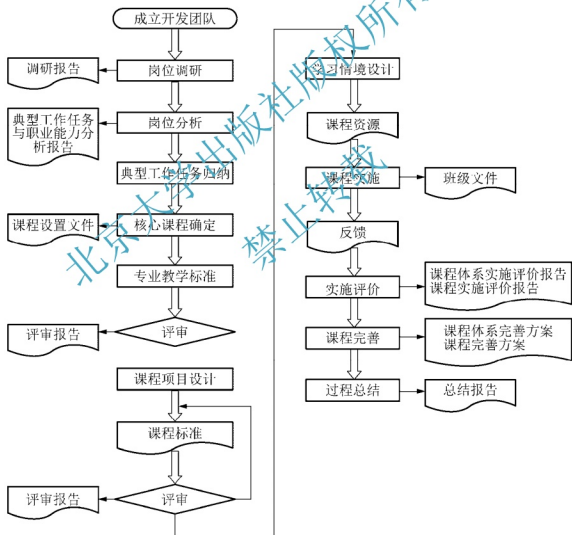 成立开发团队
调研报告
岗位调研
典型工作任务
与职业能力分
析报告
岗位分析
典型工作任务归纳
课程设置文件
核心课程确定
专业教学标准
评审报告
评审
课程项目设计
课程标准
评审报告
评审
学习情境设计
课程资源
课程实施
班级文件
反馈
实施评价
课程体系实施评价报告
课程实施评价报告
课程完善
课程体系完善方案
课程完善方案
过程总结
总结报告
北京大学出版社版权所有
禁止转载